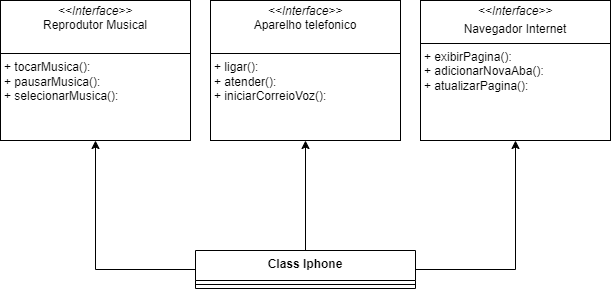 <<Interface>>
Reprodutor Musical
+ tocarMusica():
+ pausarMusica():
+ selecionarMusica():
<<Interface>>
Aparelho telefonico
+ ligar():
+ atender():
+ iniciarCorreioVoz():
<<Interface>>
Navegador Internet
+ exibirPagina():
+ adicionarNovaAba():
+ atualizarPagina():
Class Iphone